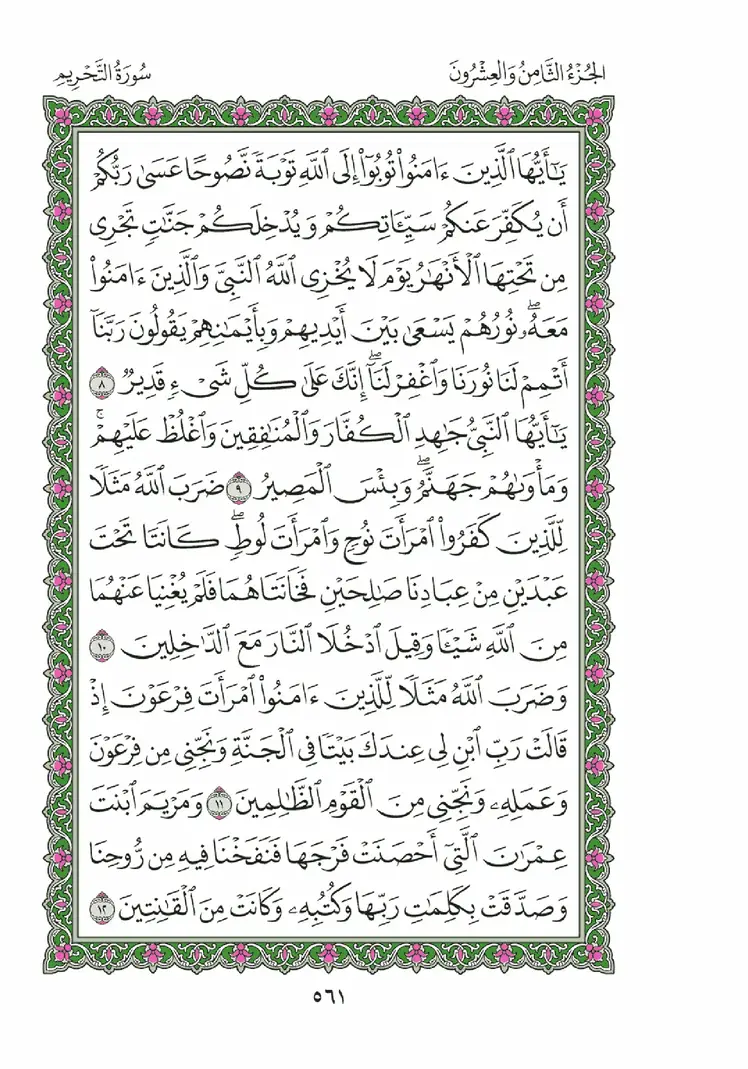 الجُزْءُ الثَّامِنُ وَالعِشْرُونَ
سُورَةُ التَّحْرِيمِ
يَٰٓأَيُّهَا ٱلَّذِينَ ءَامَنُوا۟ تُوبُوٓا۟ إِلَى ٱللَّهِ تَوْبَةً نَّصُوحًا عَسَىٰ رَبُّكُمْ
أَن يُكَفِّرَ عَنكُمْ سَيِّـَٔاتِكُمْ وَيُدْخِلَكُمْ جَنَّٰتٍ تَجْرِى
مِن تَحْتِهَا ٱلْأَنْهَٰرُ يَوْمَ لَا يُخْزِى ٱللَّهُ ٱلنَّبِىَّ وَٱلَّذِينَ ءَامَنُوا۟
مَعَهُۥۖ نُورُهُمْ يَسْعَىٰ بَيْنَ أَيْدِيهِمْ وَبِأَيْمَٰنِهِمْ يَقُولُونَ رَبَّنَآ
أَتْمِمْ لَنَا نُورَنَا وَٱغْفِرْ لَنَآۖ إِنَّكَ عَلَىٰ كُلِّ شَىْءٍ قَدِيرٌ ٨
يَٰٓأَيُّهَا ٱلنَّبِىُّ جَٰهِدِ ٱلْكُفَّارَ وَٱلْمُنَٰفِقِينَ وَٱغْلُظْ عَلَيْهِمْۚ
وَمَأْوَىٰهُمْ جَهَنَّمُۖ وَبِئْسَ ٱلْمَصِيرُ ٩ ضَرَبَ ٱللَّهُ مَثَلًا
لِّلَّذِينَ كَفَرُوا۟ ٱمْرَأَتَ نُوحٍ وَٱمْرَأَتَ لُوطٍۖ كَانَتَا تَحْتَ
عَبْدَيْنِ مِنْ عِبَادِنَا صَٰلِحَيْنِ فَخَانَتَاهُمَا فَلَمْ يُغْنِيَا عَنْهُمَا
مِنَ ٱللَّهِ شَيْـًٔا وَقِيلَ ٱدْخُلَا ٱلنَّارَ مَعَ ٱلدَّٰخِلِينَ ١٠
وَضَرَبَ ٱللَّهُ مَثَلًا لِّلَّذِينَ ءَامَنُوا۟ ٱمْرَأَتَ فِرْعَوْنَ إِذْ
قَالَتْ رَبِّ ٱبْنِ لِى عِندَكَ بَيْتًا فِى ٱلْجَنَّةِ وَنَجِّنِى مِن فِرْعَوْنَ
وَعَمَلِهِۦ وَنَجِّنِى مِنَ ٱلْقَوْمِ ٱلظَّٰلِمِينَ ١١ وَمَرْيَمَ ٱبْنَتَ
عِمْرَٰنَ ٱلَّتِىٓ أَحْصَنَتْ فَرْجَهَا فَنَفَخْنَا فِيهِ مِن رُّوحِنَا
وَصَدَّقَتْ بِكَلِمَٰتِ رَبِّهَا وَكُتُبِهِۦ وَكَانَتْ مِنَ ٱلْقَٰنِتِينَ ١٢
٥٦١